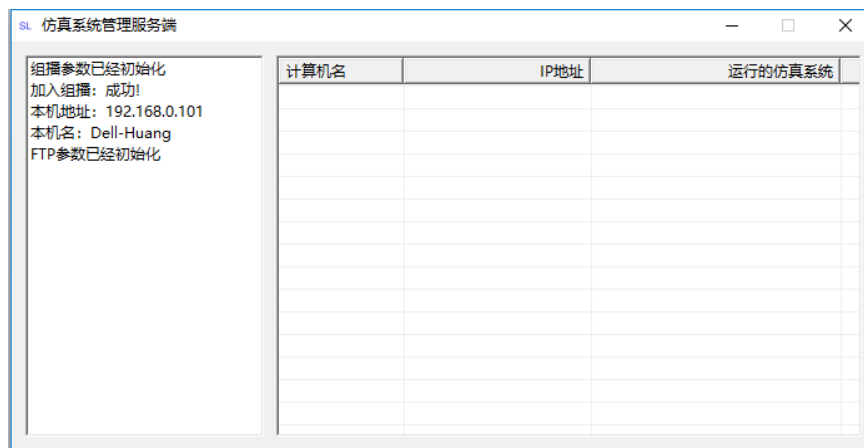 SL 仿真系统管理服务端
组播参数已经初始化
加入组播：成功!
本机地址：192.168.0.101
本机名：Dell-Huang
FTP参数已经初始化
计算机名 IP地址 运行的仿真系统